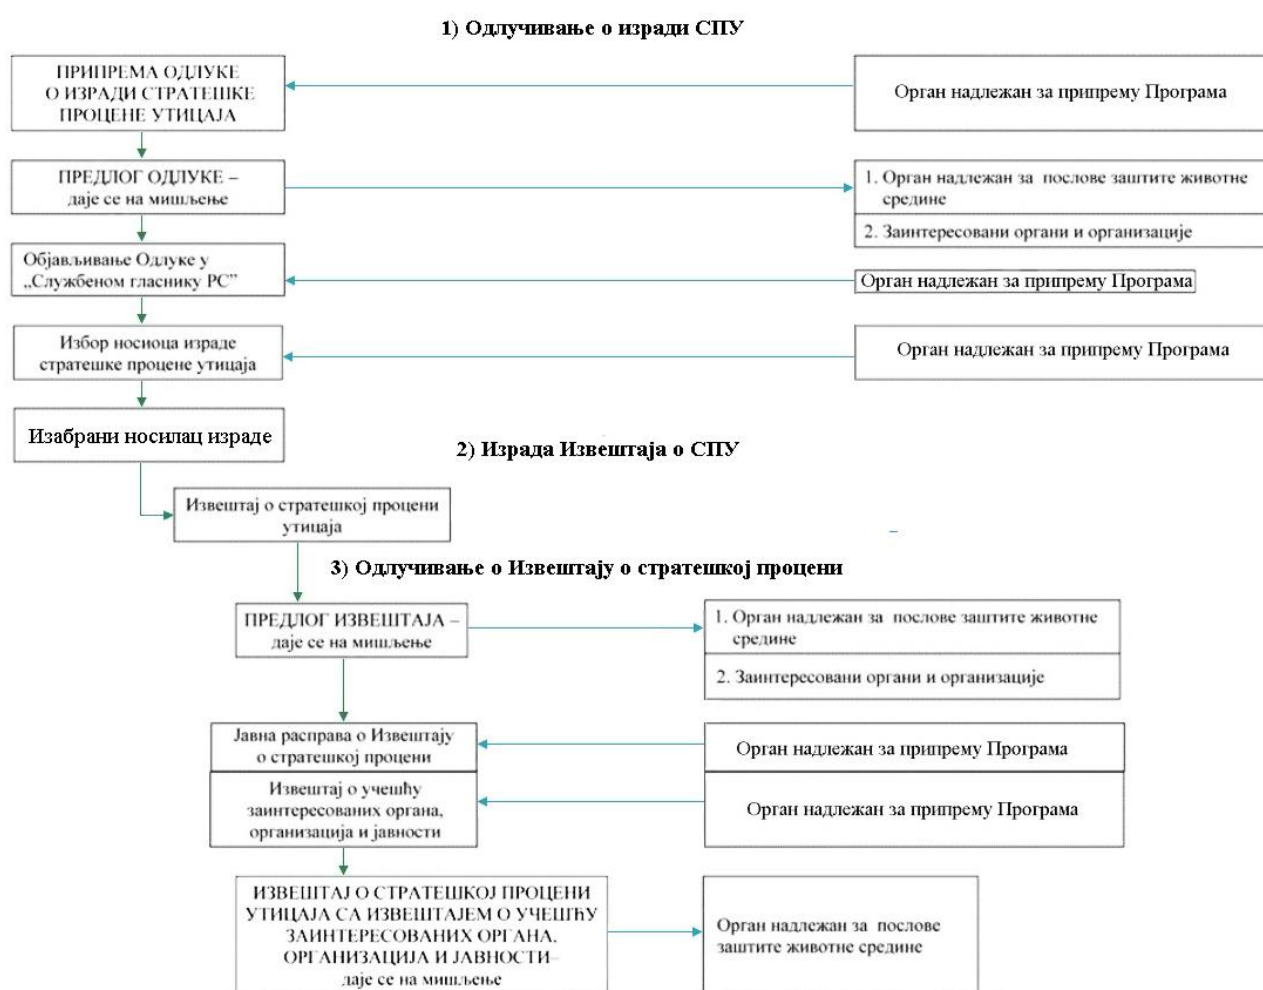 1) Одлучивање о изради СПУ
ПРИПРЕМА ОДЛУКЕ
О ИЗРАДИ СТРАТЕШКЕ
ПРОЦЕНЕ УТИЦАЈА
Орган надлежан за припрему Програма
ПРЕДЛОГ ОДЛУКЕ –
даје се на мишљење
1. Орган надлежан за послове заштите животне
средине
2. Заинтересовани органи и организације
Објављивање Одлуке у
„Службеном гласнику РС”
Орган надлежан за припрему Програма
Избор носиоца израде
стратешке процене утицаја
Орган надлежан за припрему Програма
Изабрани носилац израде
2) Израда Извештаја о СПУ
Извештај о стратешкој процени
утицаја
3) Одлучивање о Извештају о стратешкој процени
ПРЕДЛОГ ИЗВЕШТАЈА –
даје се на мишљење
1. Орган надлежан за послове заштите животне
средине
2. Заинтересовани органи и организације
Јавна расправа о Извештају
о стратешкој процени
Орган надлежан за припрему Програма
Извештај о учешћу
заинтересованих органа,
организација и јавности
Орган надлежан за припрему Програма
ИЗВЕШТАЈ О СТРАТЕШКОЈ ПРОЦЕНИ
УТИЦАЈА СА ИЗВЕШТАЈЕМ О УЧЕШЋУ
ЗАИНТЕРЕСОВАНИХ ОРГАНА,
ОРГАНИЗАЦИЈА И ЈАВНОСТИ–
даје се на мишљење
Орган надлежан за послове
заштите животне средине